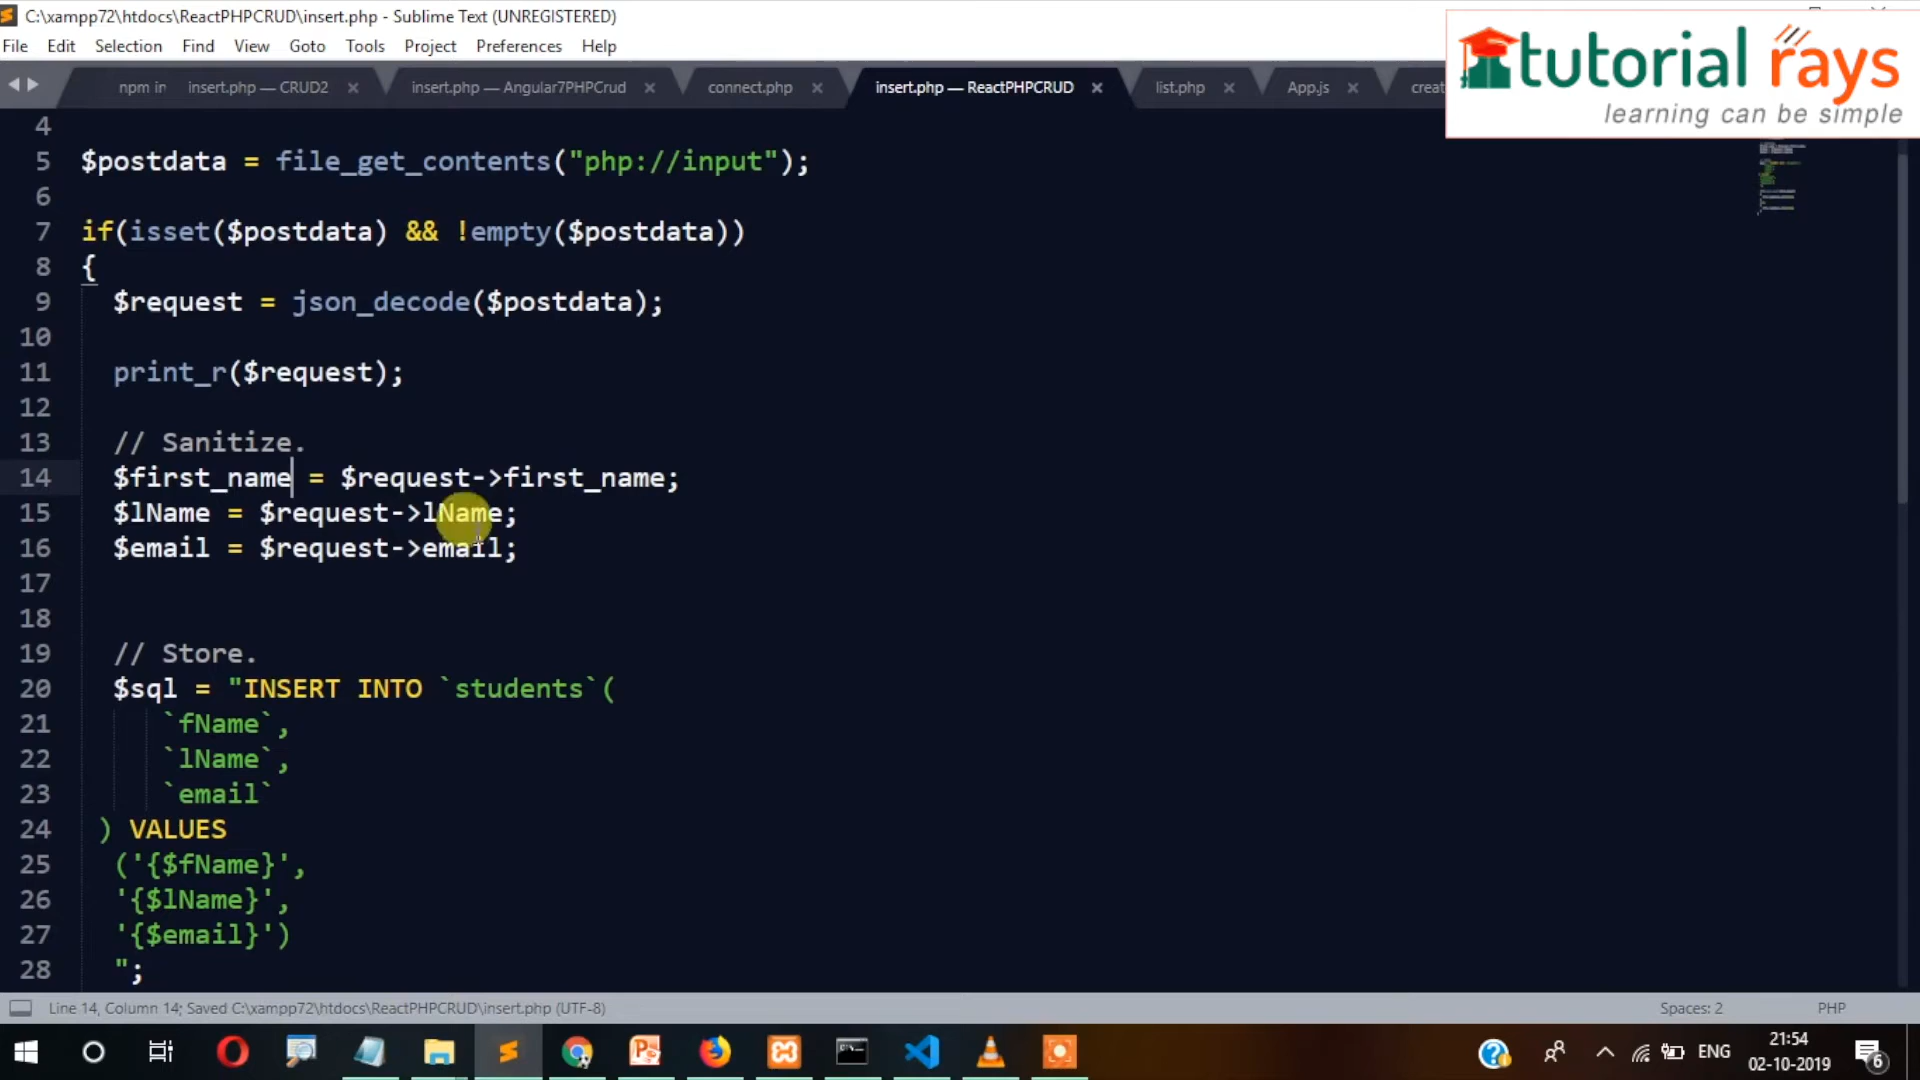 C:\xampp72\htdocs\ReactPHPCRUD\insert.php - Sublime Text (UNREGISTERED)
File Edit Selection Find View Goto Tools Project Preferences Help
npm in insert.php — CRUD2 insert.php — Angular7PHPCrud connect.php insert.php — ReactPHPCRUD list.php App.js creat
tutorial rays
learning can be simple
4
5 $postdata = file_get_contents("php://input");
6
7 if(isset($postdata) && !empty($postdata))
8 {
9 $request = json_decode($postdata);
10
11 print_r($request);
12
13 // Sanitize.
14 $first_name = $request->first_name;
15 $lName = $request->lName;
16 $email = $request->email;
17
18
19 // Store.
20 $sql = "INSERT INTO `students`(
21 `fName`,
22 `lName`,
23 `email`
24 ) VALUES
25 ('{$fName}',
26 '{$lName}',
27 '{$email}')
28 ";
Line 14, Column 14; Saved C:\xampp72\htdocs\ReactPHPCRUD\insert.php (UTF-8) Spaces: 2 PHP
ENG
21:54
02-10-2019
6